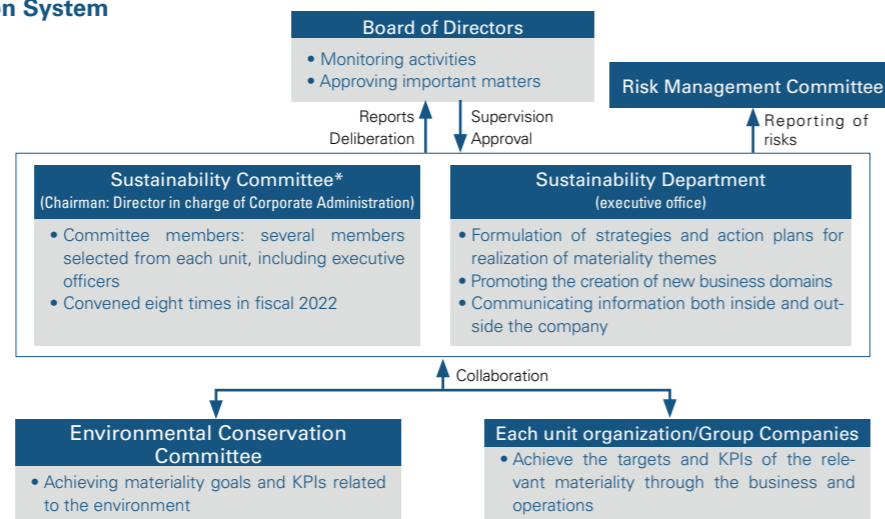 on System
Board of Directors
• Monitoring activities
• Approving important matters
Risk Management Committee
Reports
Deliberation
Supervision
Approval
Reporting of
risks
Sustainability Committee*
(Chairman: Director in charge of Corporate Administration)
• Committee members: several members
selected from each unit, including executive
officers
• Convened eight times in fiscal 2022
Sustainability Department
(executive office)
• Formulation of strategies and action plans for
realization of materiality themes
• Promoting the creation of new business domains
• Communicating information both inside and out-
side the company
Collaboration
Environmental Conservation
Committee
• Achieving materiality goals and KPIs related
to the environment
Each unit organization/Group Companies
• Achieve the targets and KPIs of the rele-
vant materiality through the business and
operations